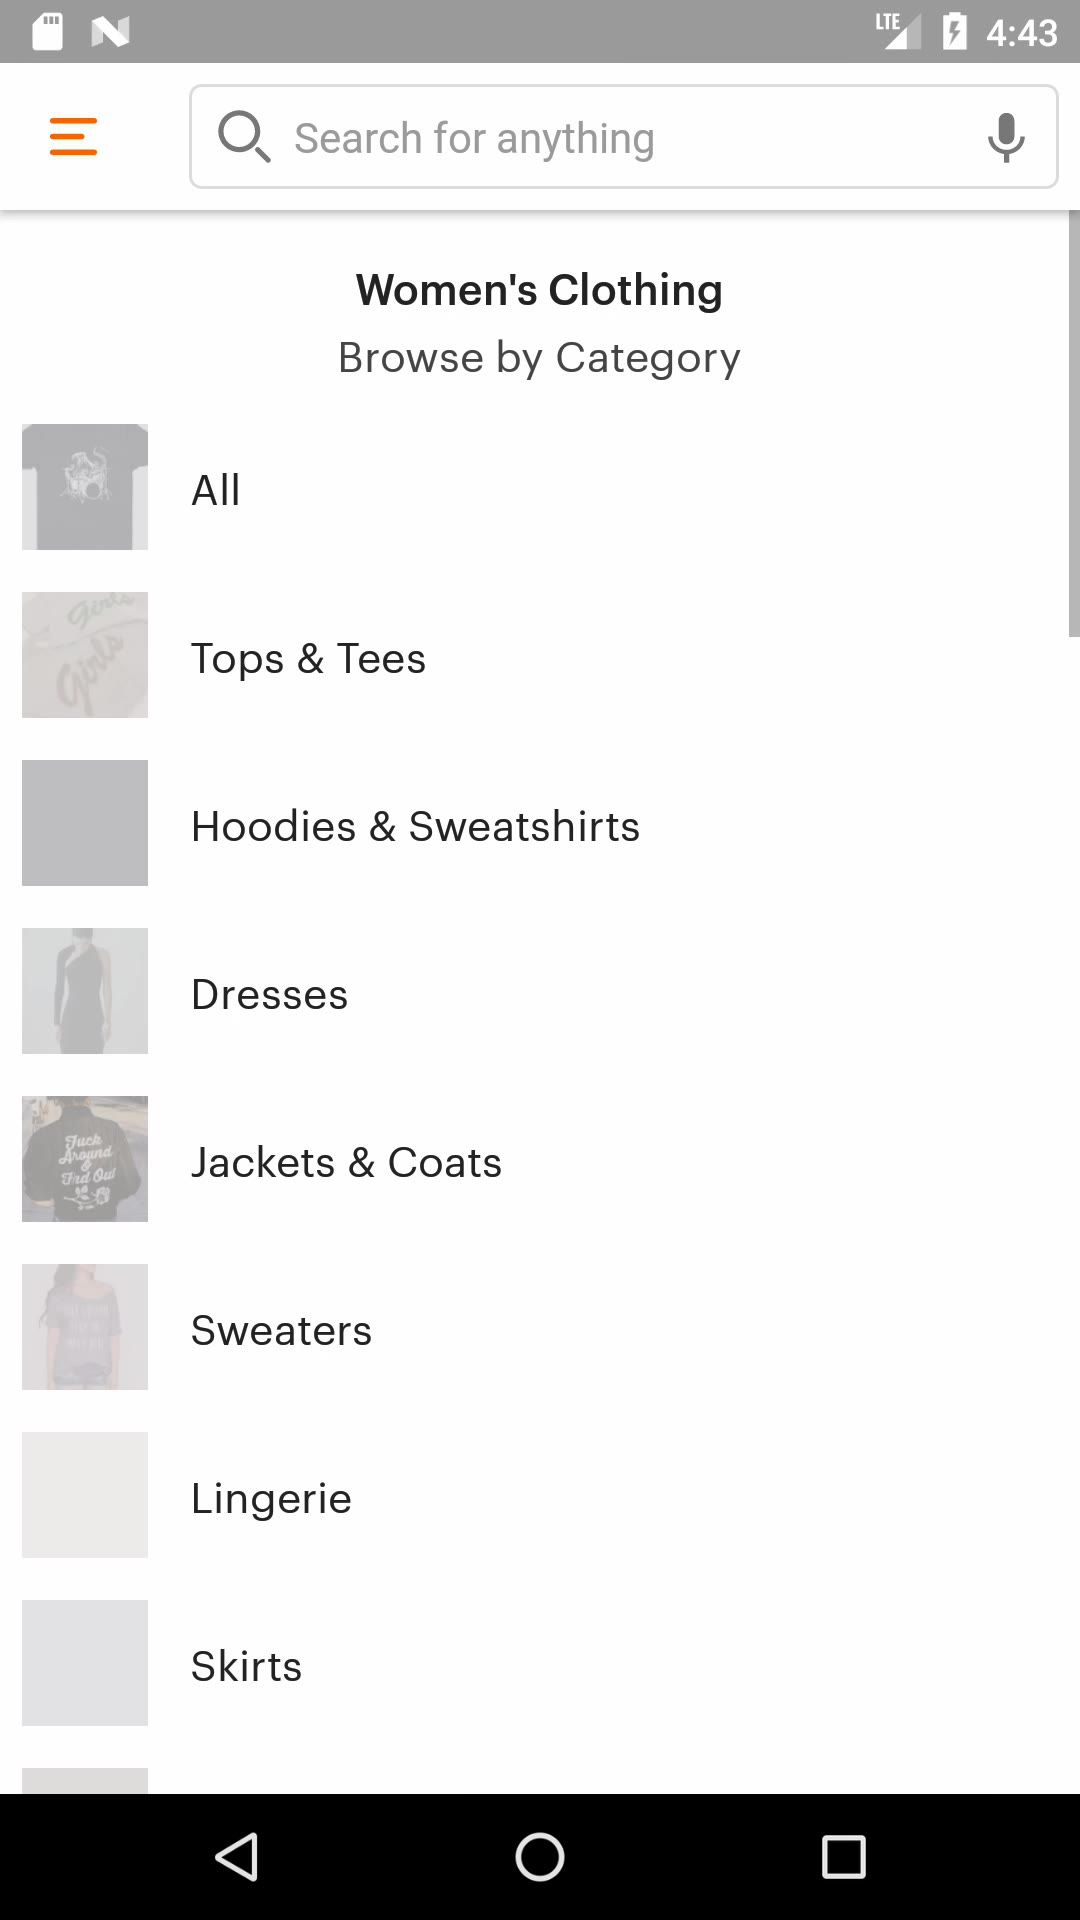 LTE 4:43
Search for anything
Women's Clothing
Browse by Category
All
Girls
Girls
Tops & Tees
Hoodies & Sweatshirts
Dresses
Fuck
Around
&
Find Out
Jackets & Coats
Sweaters
Lingerie
Skirts